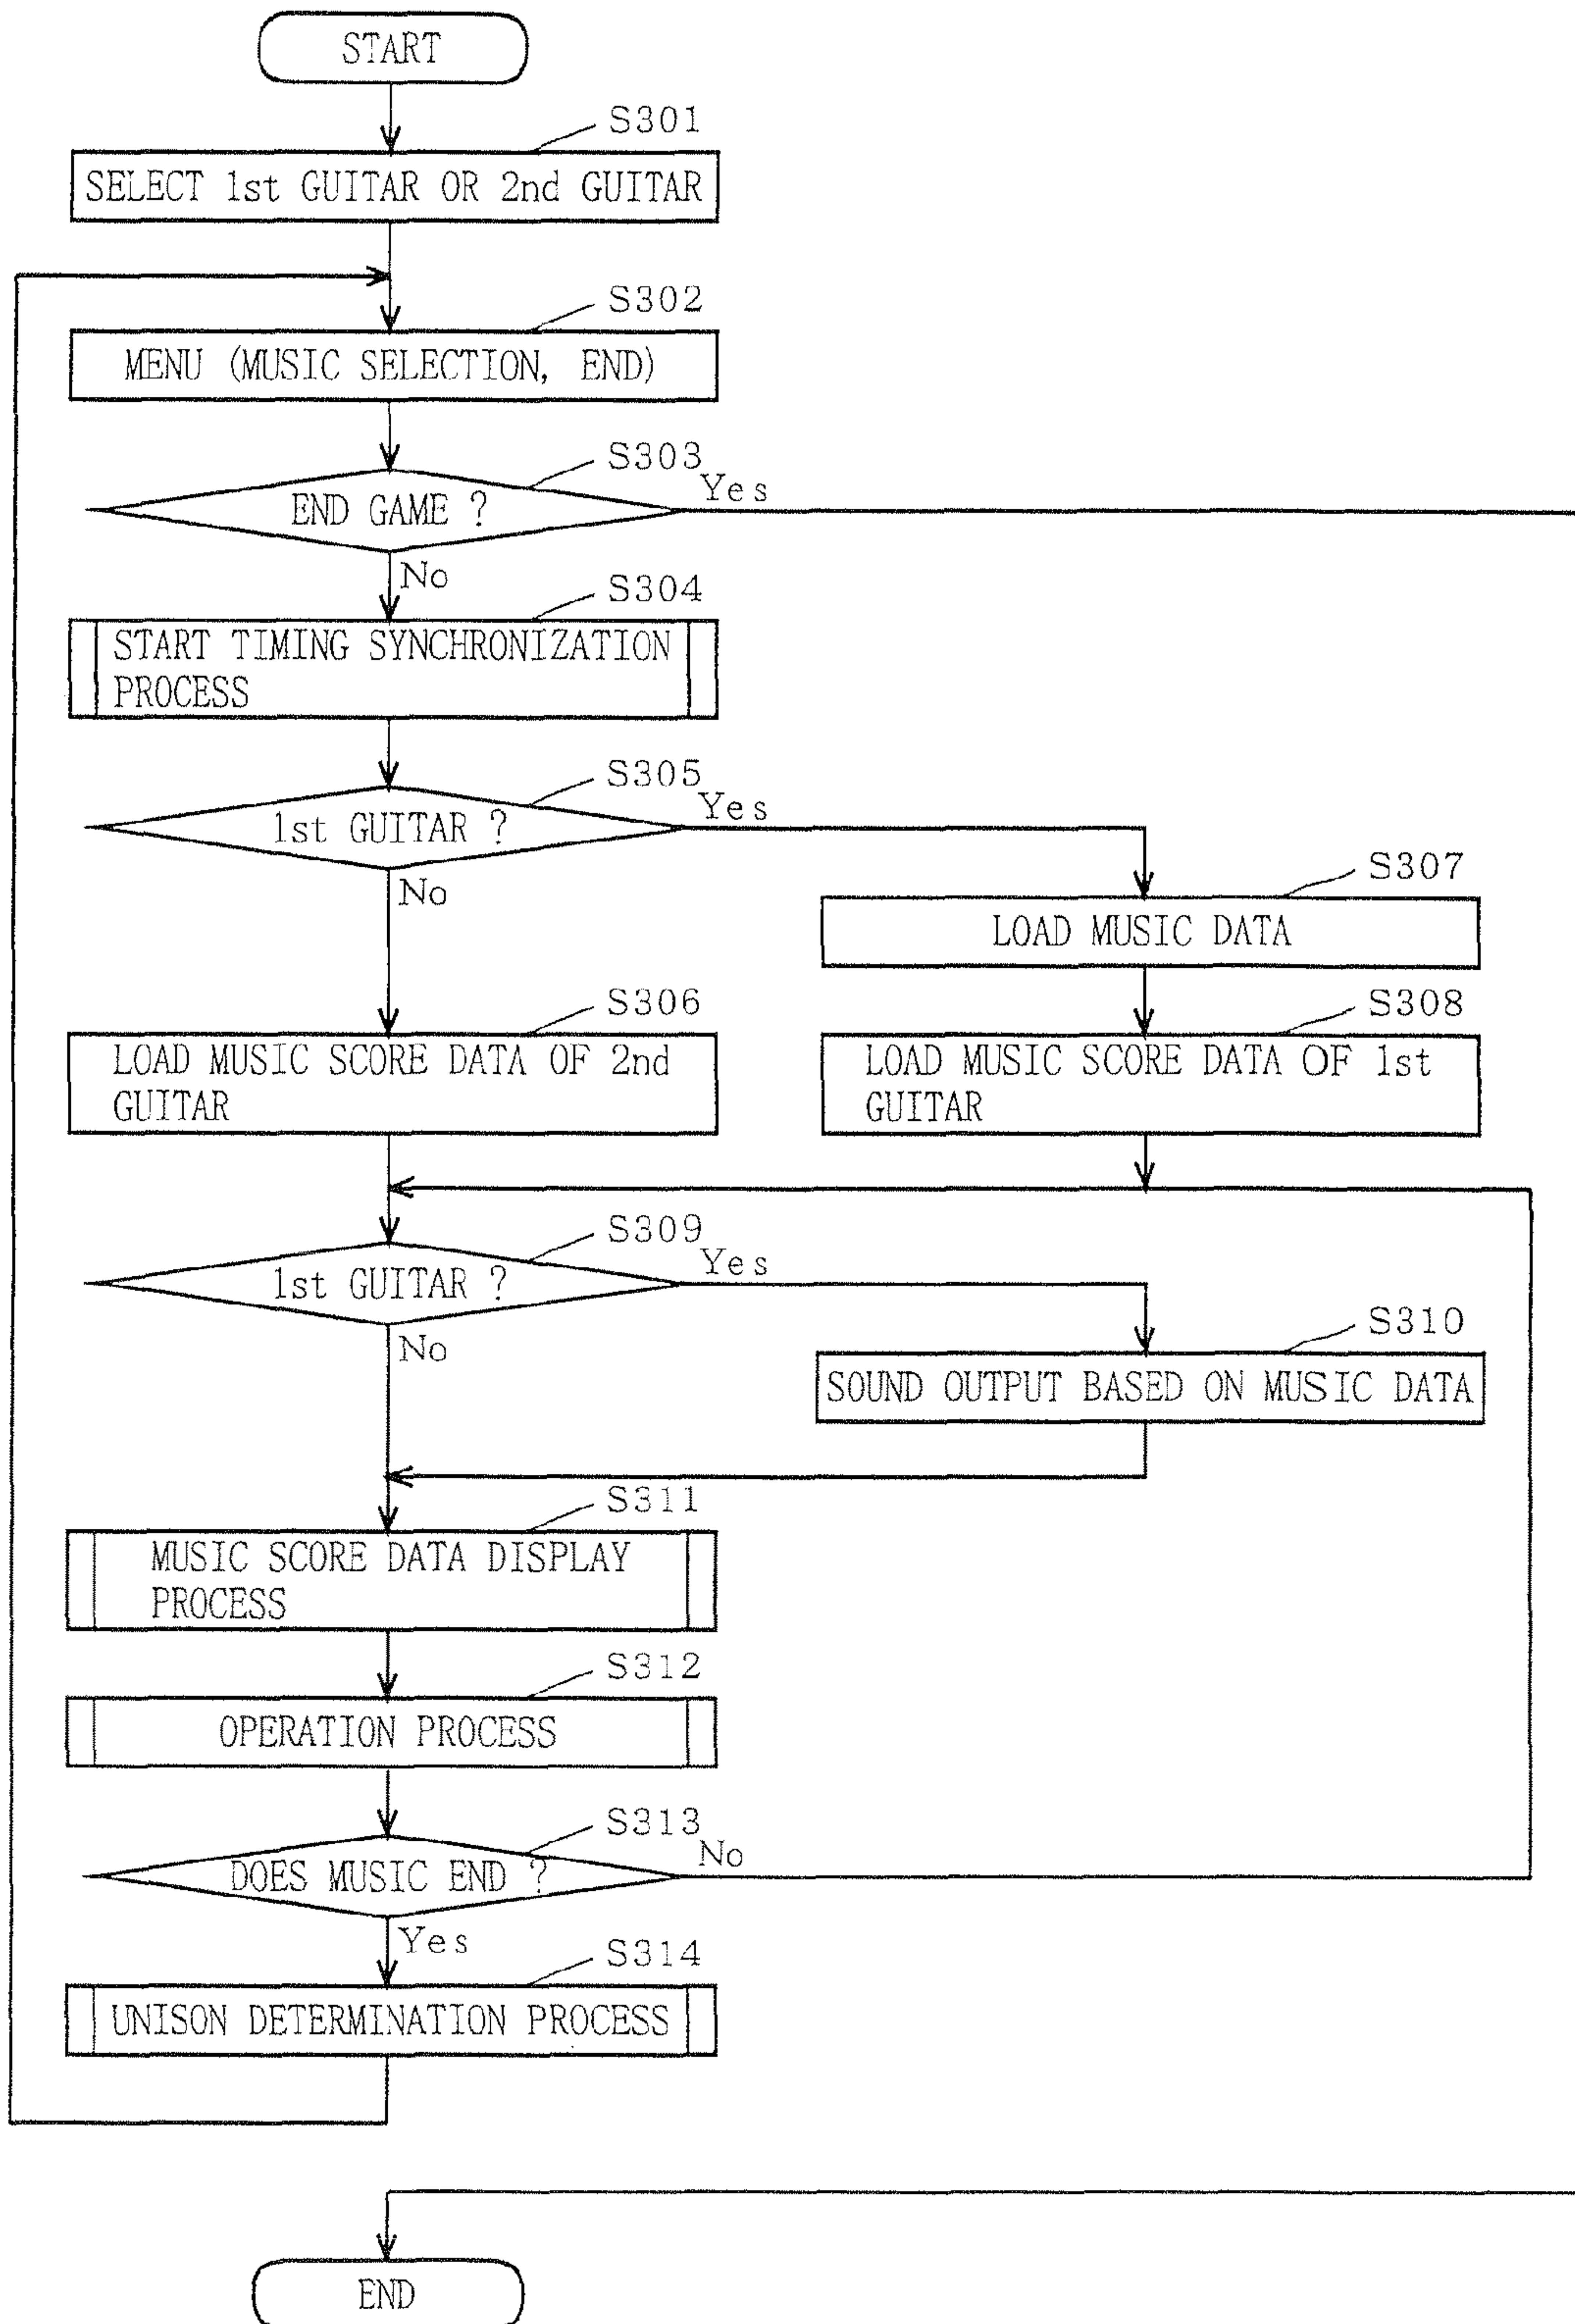 START
S301
SELECT 1st GUITAR OR 2nd GUITAR
S302
MENU (MUSIC SELECTION, END)
S303
END GAME ?
Yes
No
S304
START TIMING SYNCHRONIZATION
PROCESS
S305
1st GUITAR ?
Yes
No
S307
LOAD MUSIC DATA
S306
LOAD MUSIC SCORE DATA OF 2nd
GUITAR
S308
LOAD MUSIC SCORE DATA OF 1st
GUITAR
S309
1st GUITAR ?
Yes
No
S310
SOUND OUTPUT BASED ON MUSIC DATA
S311
MUSIC SCORE DATA DISPLAY
PROCESS
S312
OPERATION PROCESS
S313
DOES MUSIC END ?
No
Yes
S314
UNISON DETERMINATION PROCESS
END